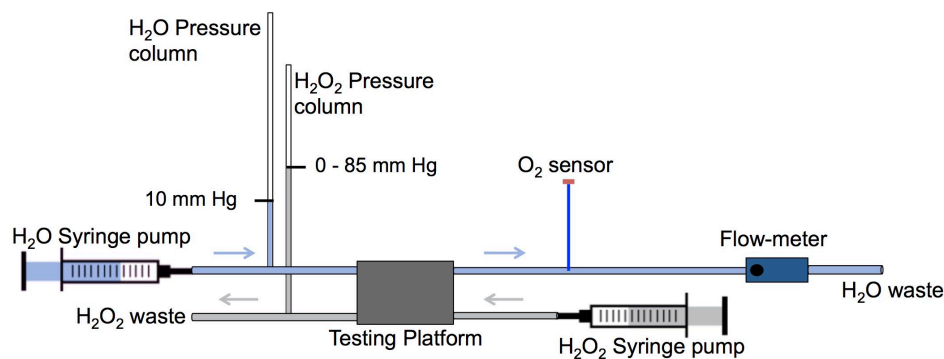 H₂O Pressure
column
H₂O₂ Pressure
column
0 - 85 mm Hg
O₂ sensor
10 mm Hg
H₂O Syringe pump
Flow-meter
H₂O waste
H₂O₂ waste
Testing Platform
H₂O₂ Syringe pump